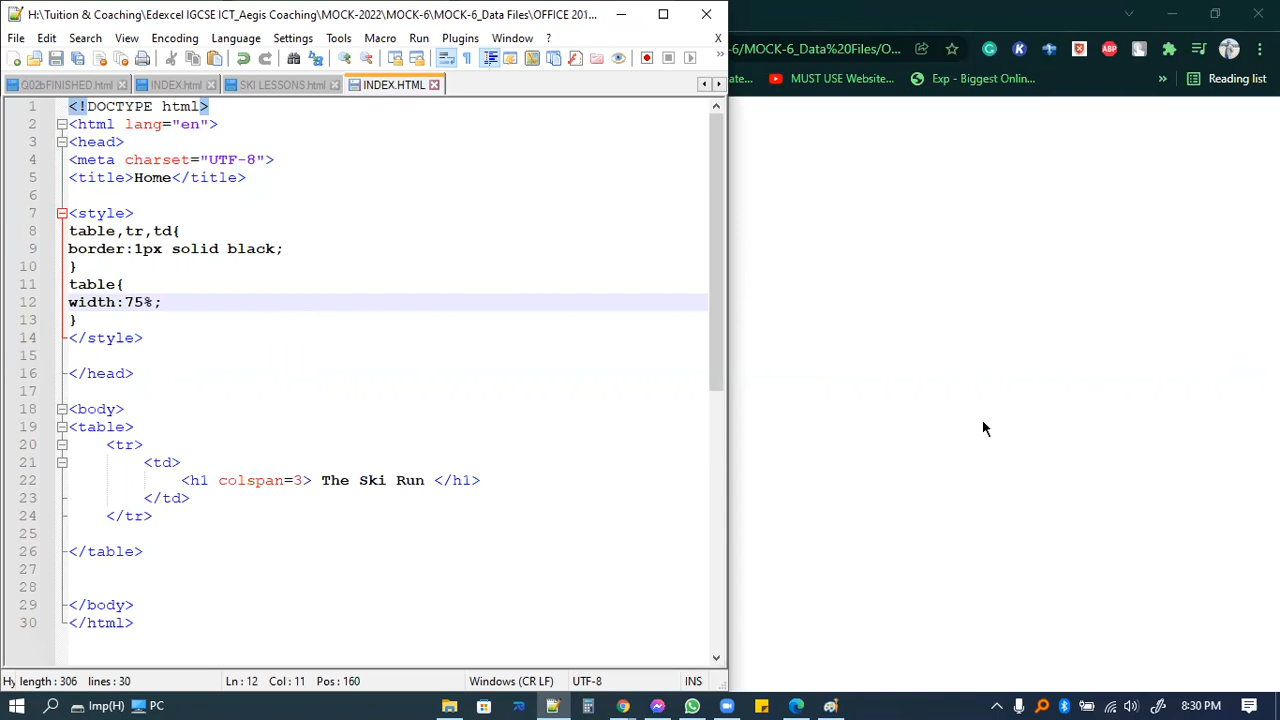 H:\Tuition & Coaching\Edexcel IGCSE ICT_Aegis Coaching\MOCK-2022\MOCK-6\MOCK-6_Data Files\OFFICE 201...
File Edit Search View Encoding Language Settings Tools Macro Run Plugins Window ? X
-6/MOCK-6_Data%20Files/O...
ate... MUST USE Website... Exp - Biggest Onlin... » Reading list
Q02bFINISHED.html INDEX.html SKI LESSONS.html INDEX.HTML
1 <!DOCTYPE html>
2 <html lang="en">
3 <head>
4 <meta charset="UTF-8">
5 <title>Home</title>
6
7 <style>
8 table,tr,td{
9 border:1px solid black;
10 }
11 table{
12 width:75%;
13 }
14 </style>
15
16 </head>
17
18 <body>
19 <table>
20 <tr>
21 <td>
22 <h1 colspan=3> The Ski Run </h1>
23 </td>
24 </tr>
25
26 </table>
27
28
29 </body>
30 </html>
Hy length : 306 lines : 30 Ln : 12 Col : 11 Pos : 160 Windows (CR LF) UTF-8 INS
Imp(H) PC 8:30 PM